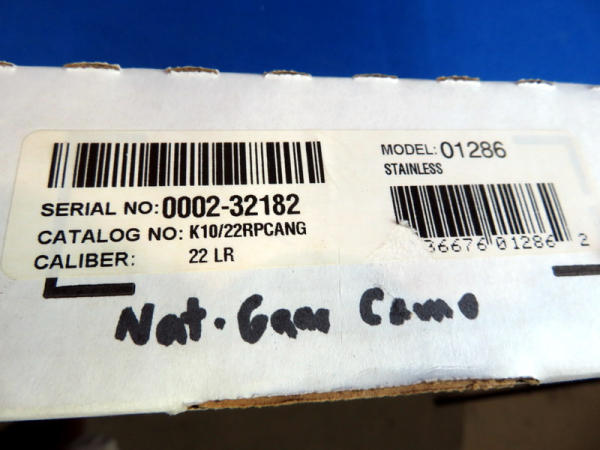 SERIAL NO: 0002-32182
CATALOG NO: K10/22RPCANG
CALIBER: 22 LR
MODEL: 01286
STAINLESS
36676 01286 2
Nat. Gam Camo